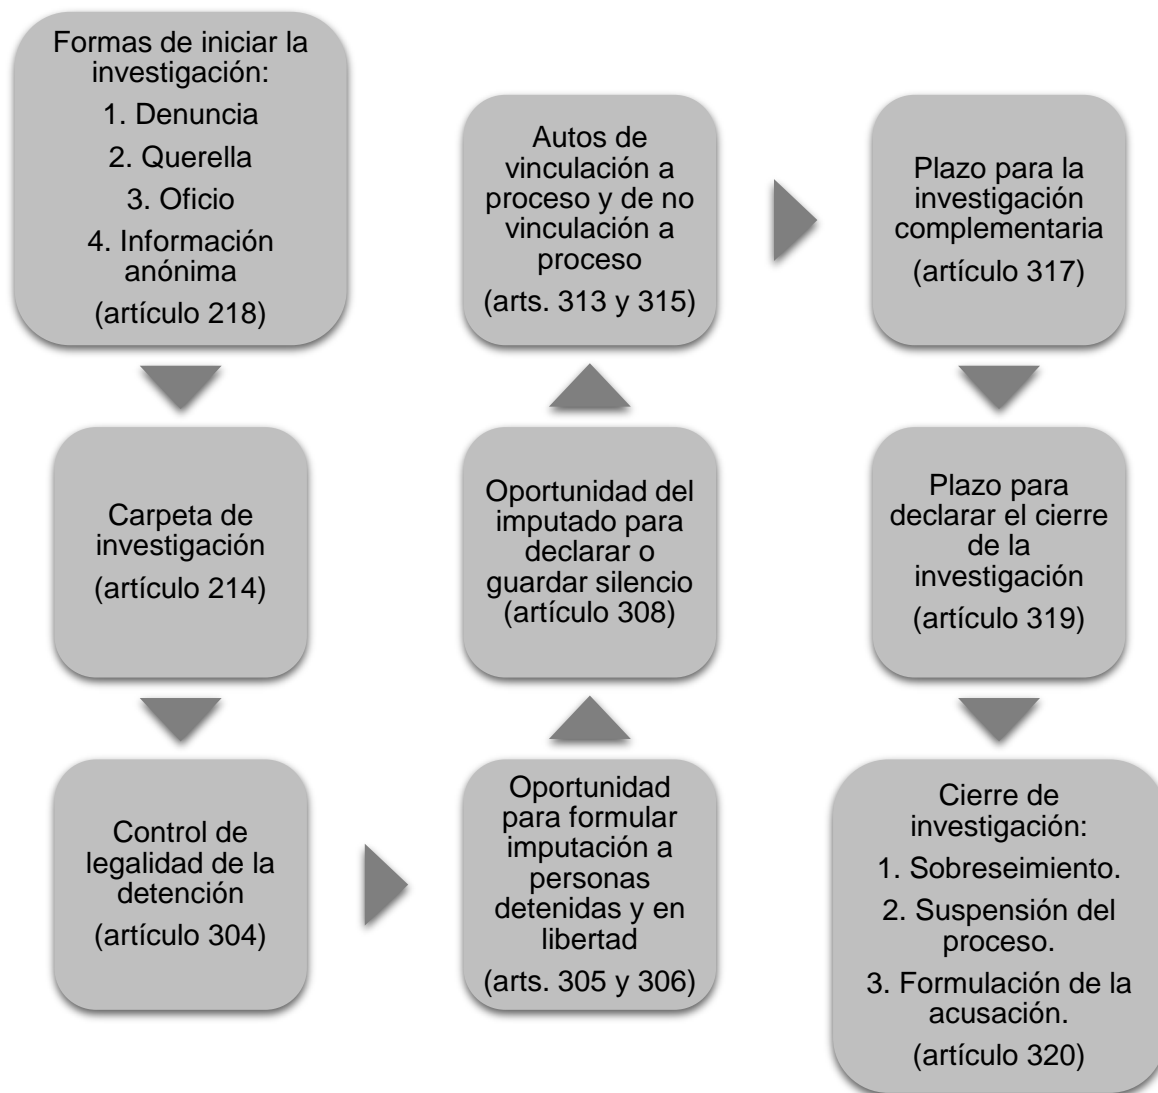 Formas de iniciar la
investigación:
1. Denuncia
2. Querella
3. Oficio
4. Información
anónima
(artículo 218)
Carpeta de
investigación
(artículo 214)
Control de
legalidad de la
detención
(artículo 304)
Oportunidad
para formular
imputación a
personas
detenidas y en
libertad
(arts. 305 y 306)
Oportunidad del
imputado para
declarar o
guardar silencio
(artículo 308)
Autos de
vinculación a
proceso y de no
vinculación a
proceso
(arts. 313 y 315)
Plazo para la
investigación
complementaria
(artículo 317)
Plazo para
declarar el cierre
de la
investigación
(artículo 319)
Cierre de
investigación:
1. Sobreseimiento.
2. Suspensión del
proceso.
3. Formulación de la
acusación.
(artículo 320)